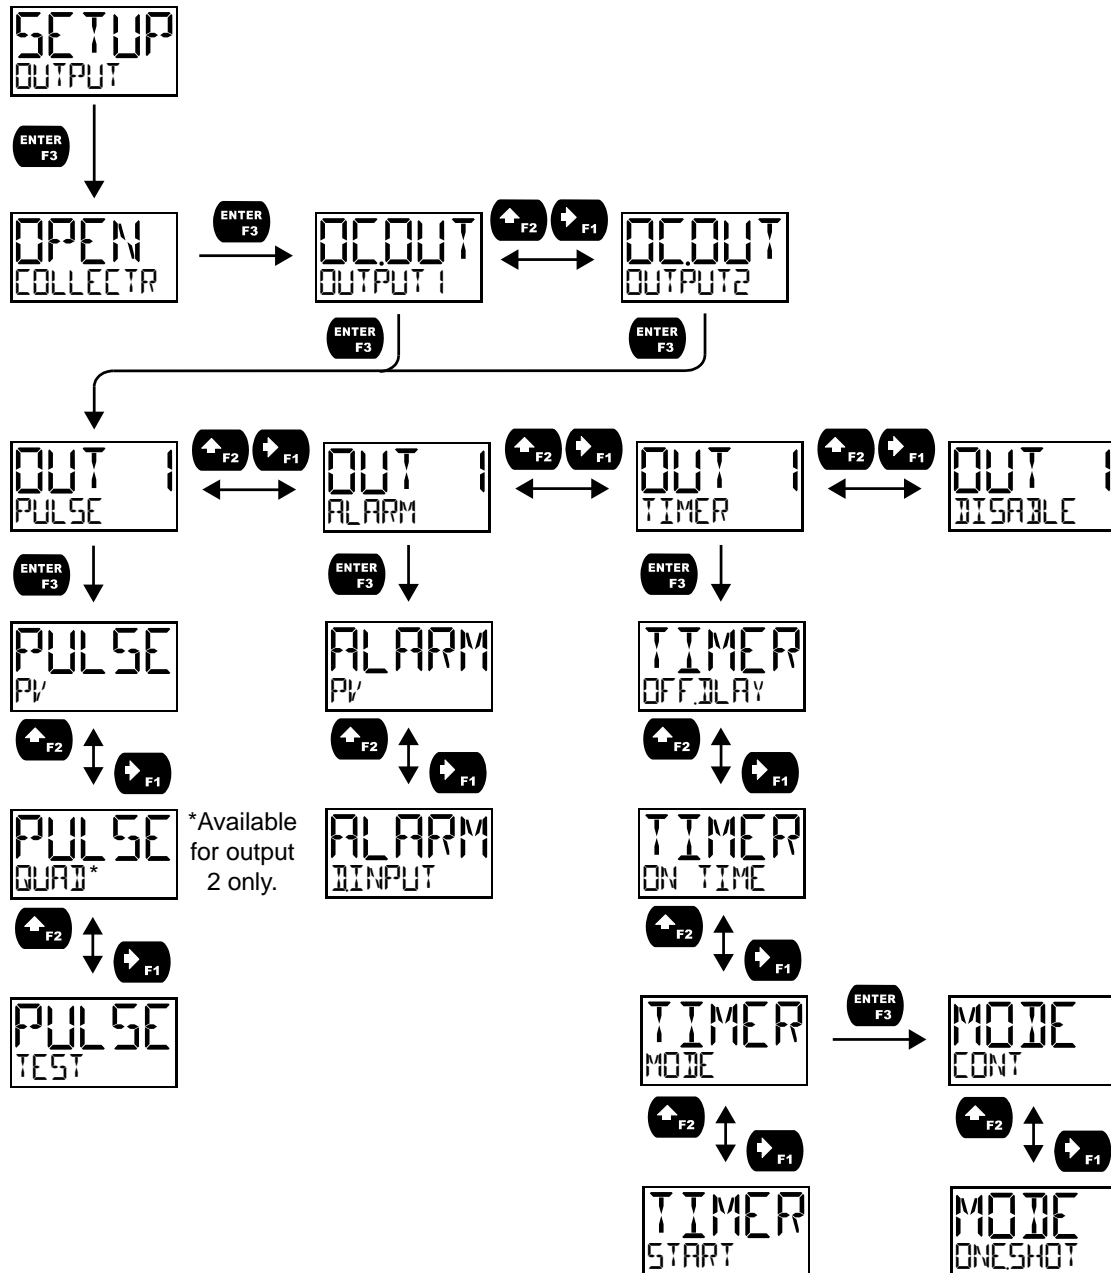 SETUP
OUTPUT
ENTER
F3
OPEN
COLLECTR
ENTER
F3
OC.OUT
OUTPUT 1
F2
F1
OC.OUT
OUTPUT2
ENTER
F3
ENTER
F3
OUT 1
PULSE
F2
F1
OUT 1
ALARM
F2
F1
OUT 1
TIMER
F2
F1
OUT 1
DISABLE
ENTER
F3
ENTER
F3
ENTER
F3
PULSE
PV
ALARM
PV
TIMER
OFF.DLAY
F2
F1
F2
F1
F2
F1
PULSE
QUAD*
*Available
for output
2 only.
ALARM
D.INPUT
TIMER
ON TIME
F2
F1
F2
F1
PULSE
TEST
TIMER
MODE
ENTER
F3
MODE
CONT
F2
F1
F2
F1
TIMER
START
MODE
ONE.SHOT